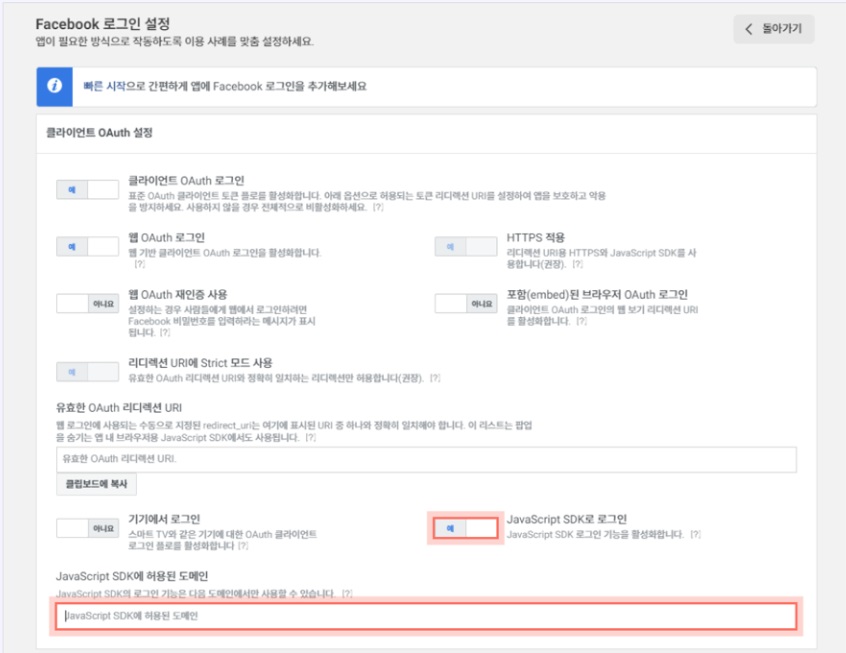 Facebook 로그인 설정
앱이 필요한 방식으로 작동하도록 이용 사례를 맞춤 설정하세요.
돌아가기
빠른 시작으로 간편하게 앱에 Facebook 로그인을 추가해보세요
클라이언트 OAuth 설정
예
클라이언트 OAuth 로그인
표준 OAuth 클라이언트 토큰 플로를 활성화합니다. 아래 옵션으로 허용되는 토큰 리디렉션 URI를 설정하여 앱을 보호하고 악용
을 방지하세요. 사용하지 않을 경우 전체적으로 비활성화하세요. [?]
예
웹 OAuth 로그인
웹 기반 클라이언트 OAuth 로그인을 활성화합니다.
[?]
예
HTTPS 적용
리디렉션 URI용 HTTPS와 JavaScript SDK를 사
용합니다(권장). [?]
아니요
웹 OAuth 재인증 사용
설정하는 경우 사람들에게 웹에서 로그인하려면
Facebook 비밀번호를 입력하라는 메시지가 표시
됩니다. [?]
아니요
포함(embed)된 브라우저 OAuth 로그인
클라이언트 OAuth 로그인의 웹 보기 리디렉션 URI
를 활성화합니다. [?]
예
리디렉션 URI에 Strict 모드 사용
유효한 OAuth 리디렉션 URI와 정확히 일치하는 리디렉션만 허용합니다(권장). [?]
유효한 OAuth 리디렉션 URI
웹 로그인에 사용되는 수동으로 지정된 redirect_uri는 여기에 표시된 URI 중 하나와 정확히 일치해야 합니다. 이 리스트는 팝업
을 숨기는 앱 내 브라우저용 JavaScript SDK에서도 사용됩니다. [?]
유효한 OAuth 리디렉션 URI.
클립보드에 복사
아니요
기기에서 로그인
스마트 TV와 같은 기기에 대한 OAuth 클라이언트
로그인 플로를 활성화합니다 [?]
예
JavaScript SDK로 로그인
JavaScript SDK 로그인 기능을 활성화합니다. [?]
JavaScript SDK에 허용된 도메인
JavaScript SDK의 로그인 기능은 다음 도메인에서만 사용할 수 있습니다. [?]
JavaScript SDK에 허용된 도메인